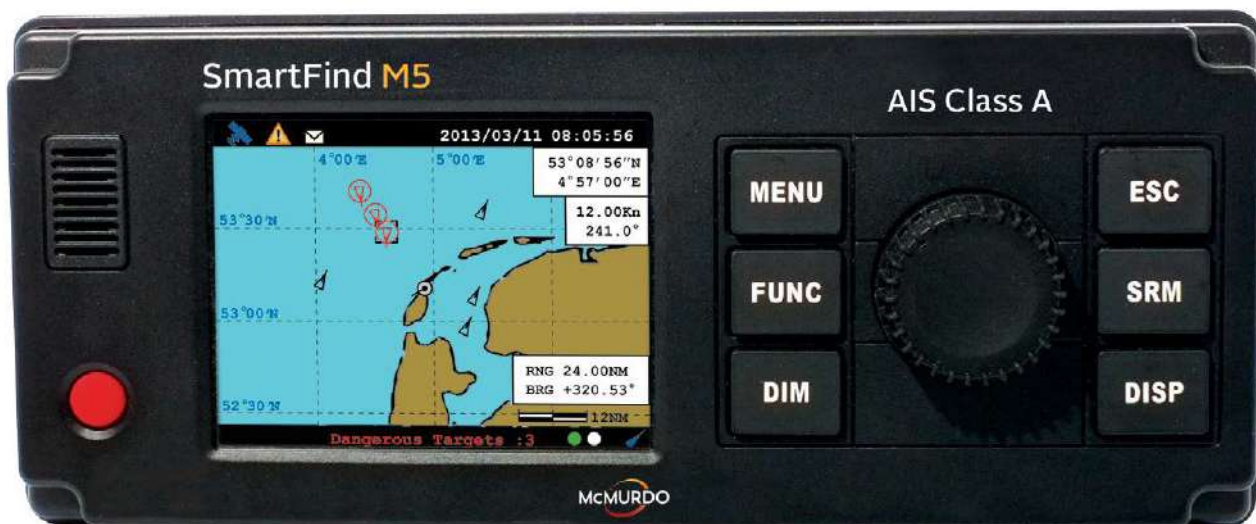 SmartFind M5
AIS Class A
2013/03/11 08:05:56
4°00'E
5°00'E
53°08'56"N
4°57'00"E
12.00Kn
241.0°
53°30'N
53°00'N
52°30'N
RNG 24.00NM
BRG +320.53°
12NM
Dangerous Targets :3
MENU
FUNC
DIM
ESC
SRM
DISP
McMURDO